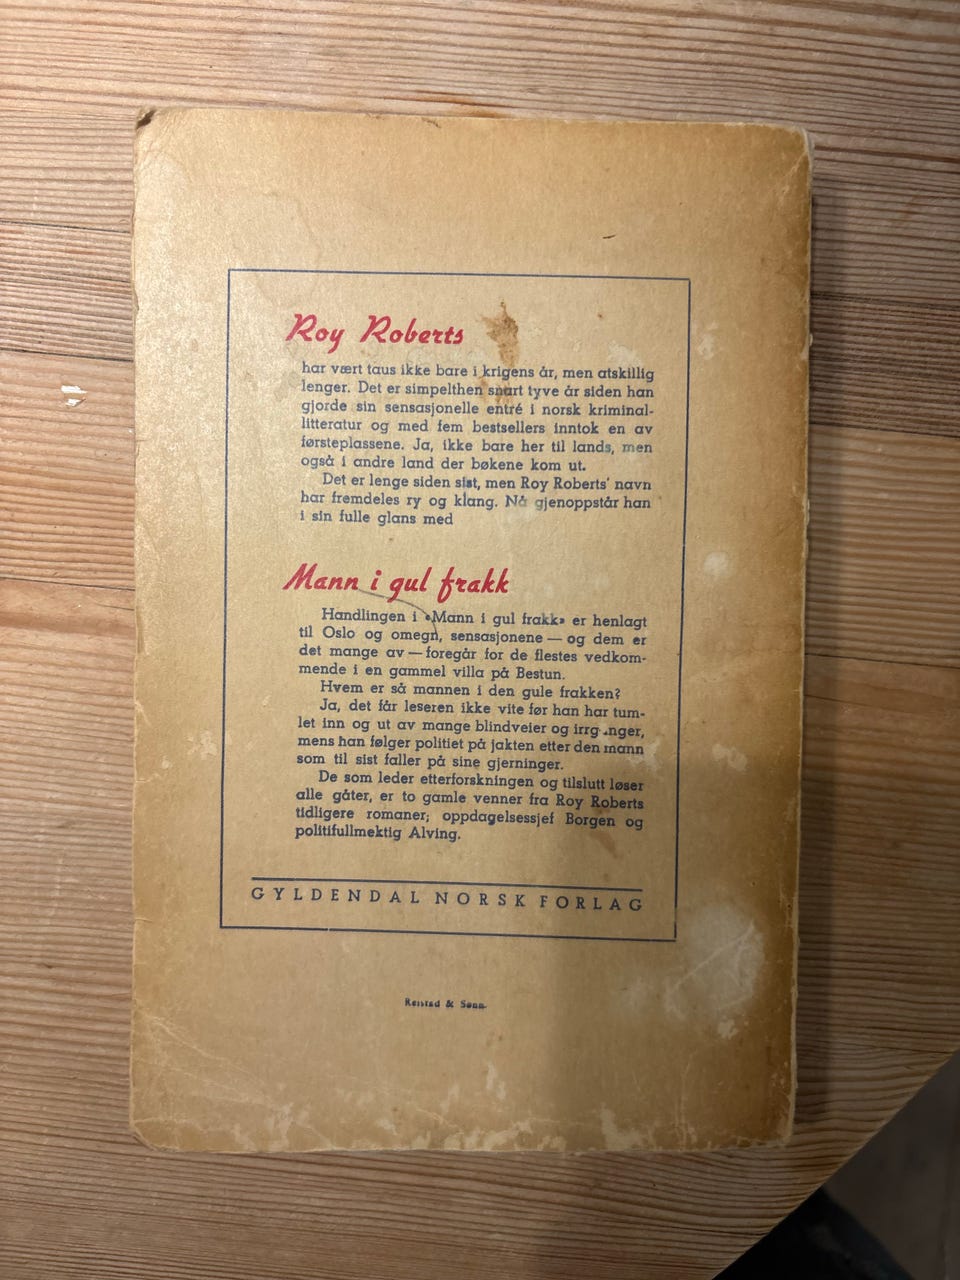 Roy Roberts
har vært taus ikke bare i krigens år, men atskillig
lenger. Det er simpelthen snart tyve år siden han
gjorde sin sensasjonelle entré i norsk kriminal-
litteratur og med fem bestsellers inntok en av
førsteplassene. Ja, ikke bare her til lands, men
også i andre land der bøkene kom ut.
Det er lenge siden sist, men Roy Roberts' navn
har fremdeles ry og klang. Nå gjenoppstår han
i sin fulle glans med
Mann i gul frakk
Handlingen i «Mann i gul frakk» er henlagt
til Oslo og omegn, sensasjonene — og dem er
det mange av — foregår for de flestes vedkom-
mende i en gammel villa på Bestun.
Hvem er så mannen i den gule frakken?
Ja, det får leseren ikke vite før han har tum-
let inn og ut av mange blindveier og irrganger,
mens han følger politiet på jakten etter den mann
som til sist faller på sine gjerninger.
De som leder etterforskningen og tilslutt løser
alle gåter, er to gamle venner fra Roy Roberts
tidligere romaner; oppdagelsessjef Borgen og
politifullmektig Alving.
GYLDENDAL NORSK FORLAG
Reistad & Sønn